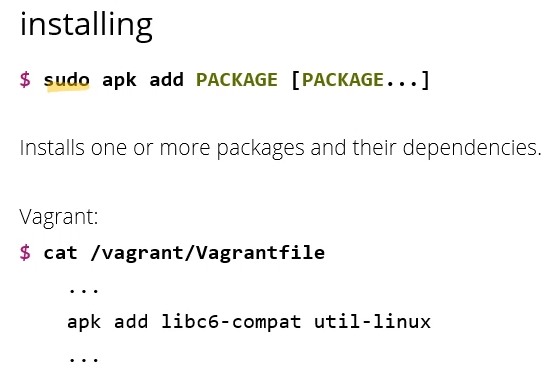 installing
$ sudo apk add PACKAGE [PACKAGE...]
Installs one or more packages and their dependencies.
Vagrant:
$ cat /vagrant/Vagrantfile
...
apk add libc6-compat util-linux
...